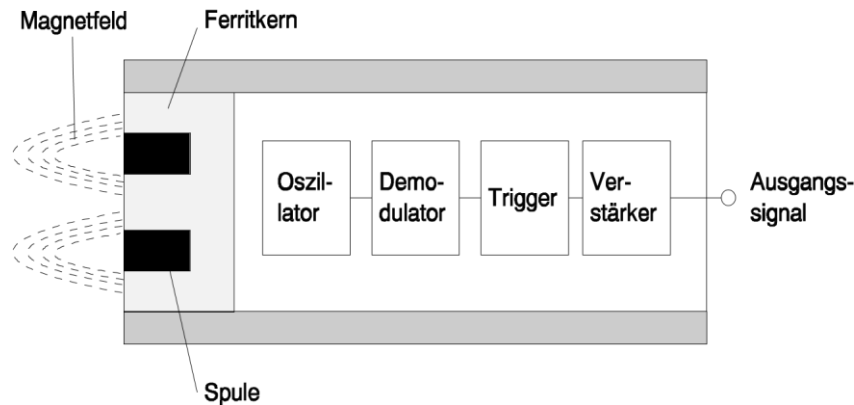 Magnetfeld
Ferritkern
Oszil-
lator
Demo-
dulator
Trigger
Ver-
stärker
Ausgangs-
signal
Spule